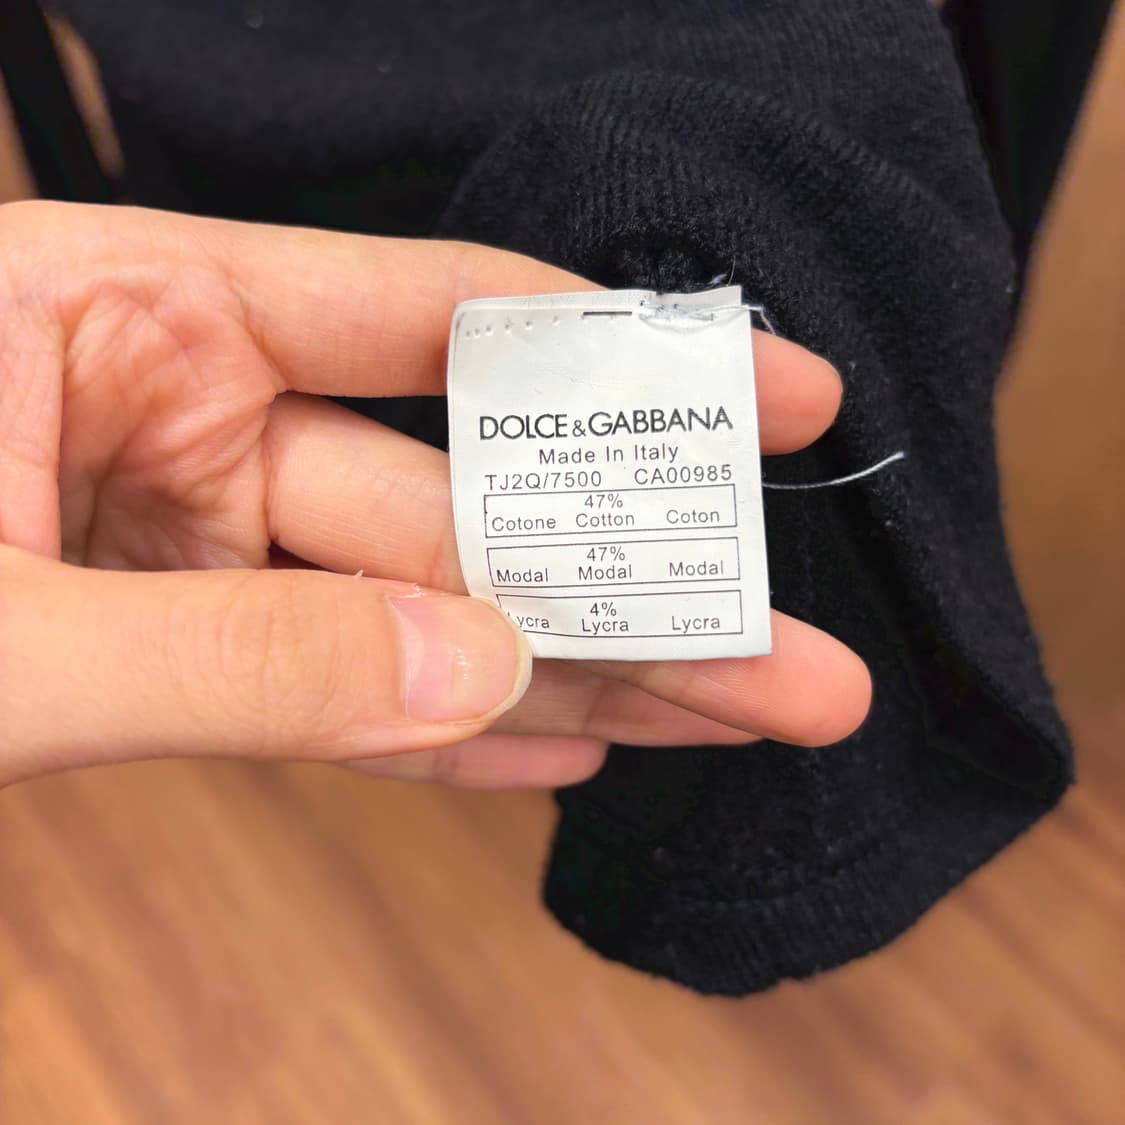 DOLCE&GABBANA
Made In Italy
TJ2Q/7500 CA00985
47%
Cotone Cotton Coton
47%
Modal Modal Modal
4%
Lycra Lycra